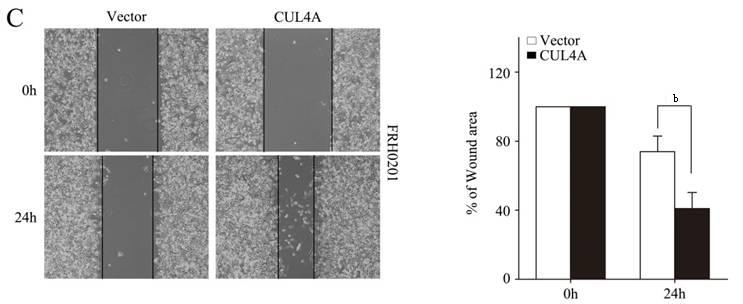 C
Vector
CUL4A
0h
24h
FRH0201
Vector
CUL4A
% of Wound area
120
80
40
0
b
0h
24h